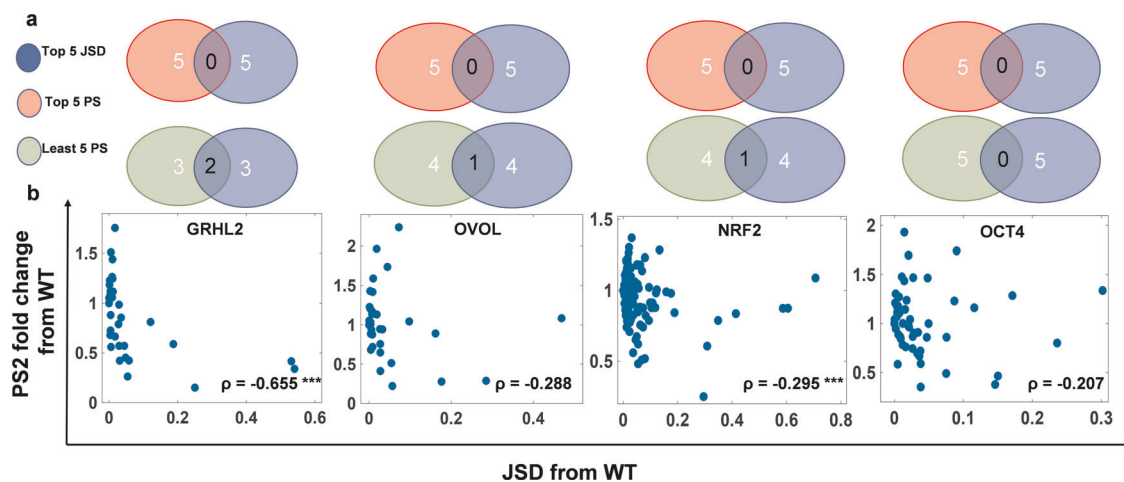 a
Top 5 JSD
Top 5 PS
Least 5 PS
5 0 5
5 0 5
5 0 5
5 0 5
3 2 3
4 1 4
4 1 4
5 0 5
b
PS2 fold change
from WT
GRHL2
2
1.5
1
0.5
0
ρ = -0.655 ***
0 0.2 0.4 0.6
OVOL
2
1.5
1
0.5
0
ρ = -0.288
0 0.2 0.4
NRF2
1.5
1
0.5
ρ = -0.295 ***
0 0.2 0.4 0.6 0.8
OCT4
2
1.5
1
0.5
0
ρ = -0.207
0 0.1 0.2 0.3
JSD from WT